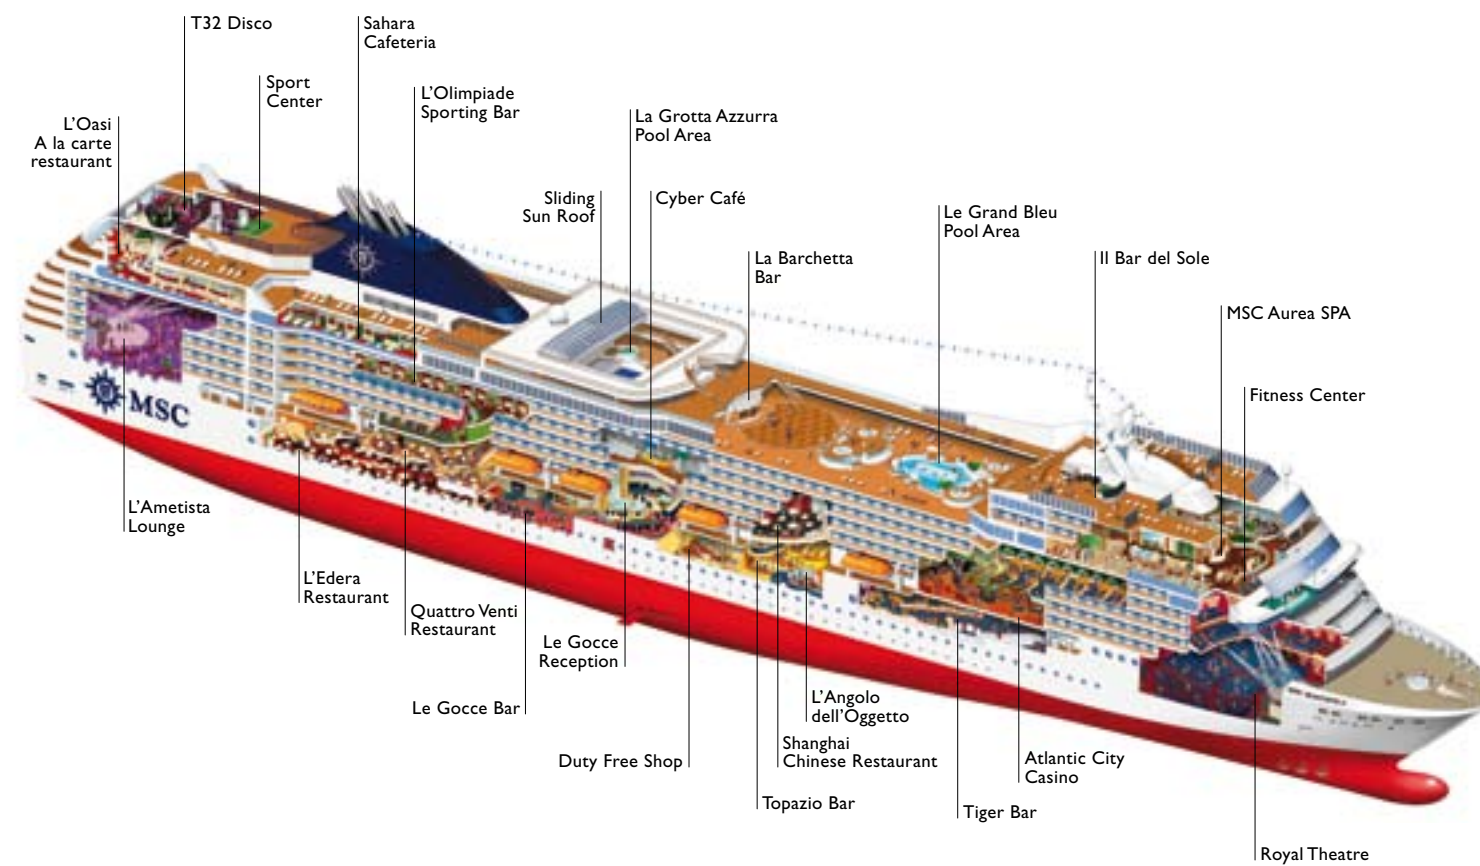 T32 Disco
Sahara
Cafeteria
Sport
Center
L'Olimpiade
Sporting Bar
L'Oasi
A la carte
restaurant
La Grotta Azzurra
Pool Area
Sliding
Sun Roof
Cyber Café
Le Grand Bleu
Pool Area
La Barchetta
Bar
Il Bar del Sole
MSC Aurea SPA
Fitness Center
MSC
L'Ametista
Lounge
L'Edera
Restaurant
Quattro Venti
Restaurant
Le Gocce
Reception
Le Gocce Bar
L'Angolo
dell'Oggetto
Duty Free Shop
Shanghai
Chinese Restaurant
Atlantic City
Casino
Topazio Bar
Tiger Bar
Royal Theatre